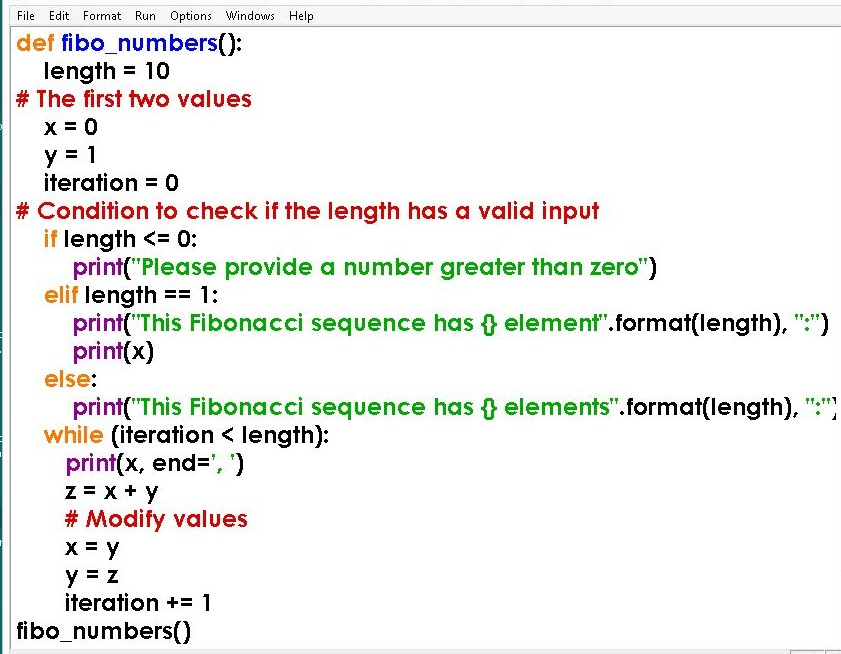 File Edit Format Run Options Windows Help
def fibo_numbers():
    length = 10
# The first two values
    x = 0
    y = 1
    iteration = 0
# Condition to check if the length has a valid input
    if length <= 0:
        print("Please provide a number greater than zero")
    elif length == 1:
        print("This Fibonacci sequence has {} element".format(length), ":")
        print(x)
    else:
        print("This Fibonacci sequence has {} elements".format(length), ":")
    while (iteration < length):
       print(x, end=', ')
       z = x + y
       # Modify values
       x = y
       y = z
       iteration += 1
fibo_numbers()